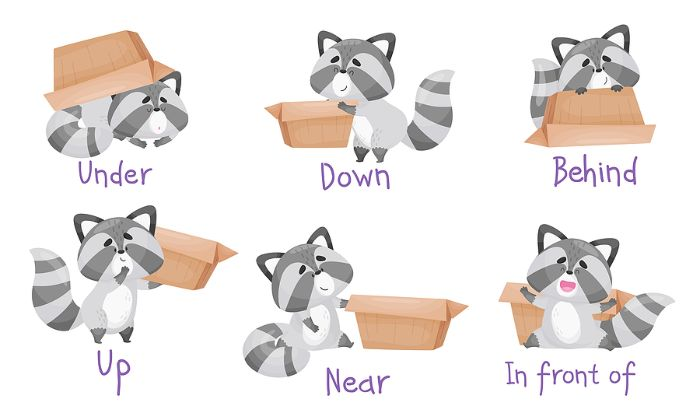 Under
Down
Behind
Up
Near
In front of